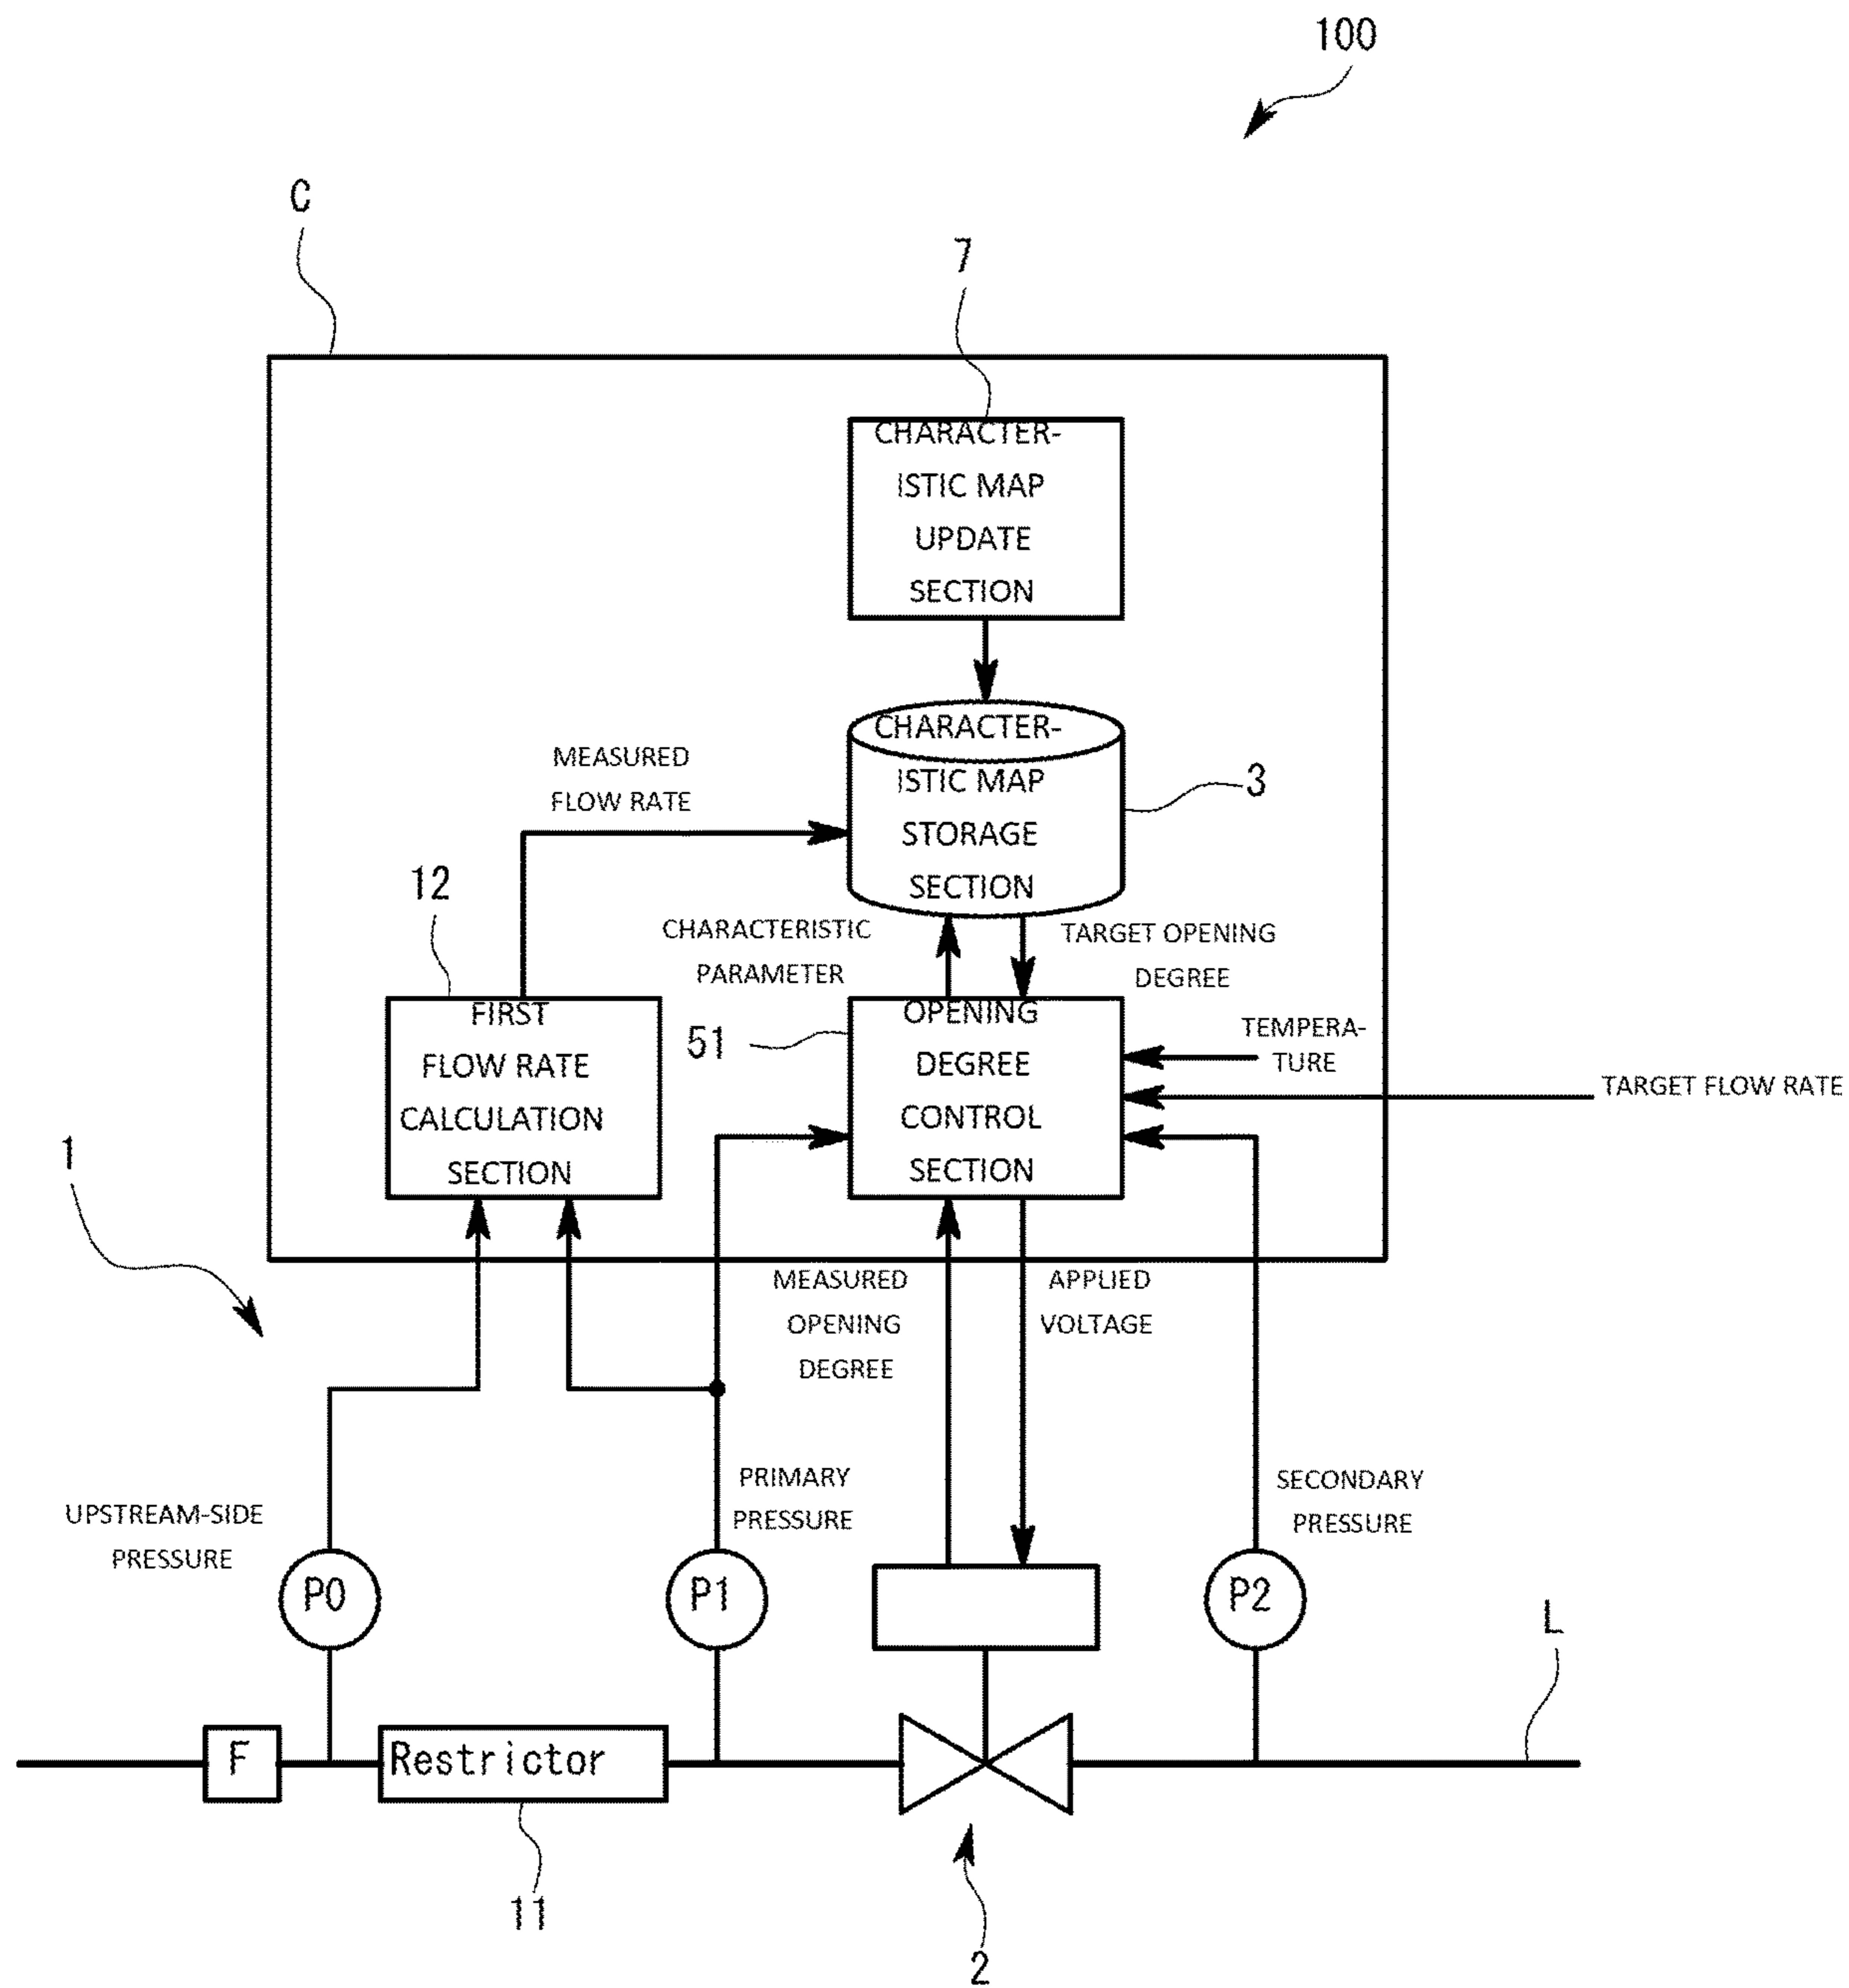 100
C
7
CHARACTER-
ISTIC MAP
UPDATE
SECTION
CHARACTER-
ISTIC MAP
STORAGE
SECTION
3
MEASURED
FLOW RATE
12
CHARACTERISTIC
PARAMETER
TARGET OPENING
DEGREE
FIRST
FLOW RATE
CALCULATION
SECTION
51
OPENING
DEGREE
CONTROL
SECTION
TEMPERA-
TURE
TARGET FLOW RATE
1
MEASURED
OPENING
DEGREE
APPLIED
VOLTAGE
UPSTREAM-SIDE
PRESSURE
PRIMARY
PRESSURE
SECONDARY
PRESSURE
P0
P1
P2
L
F
Restrictor
11
2